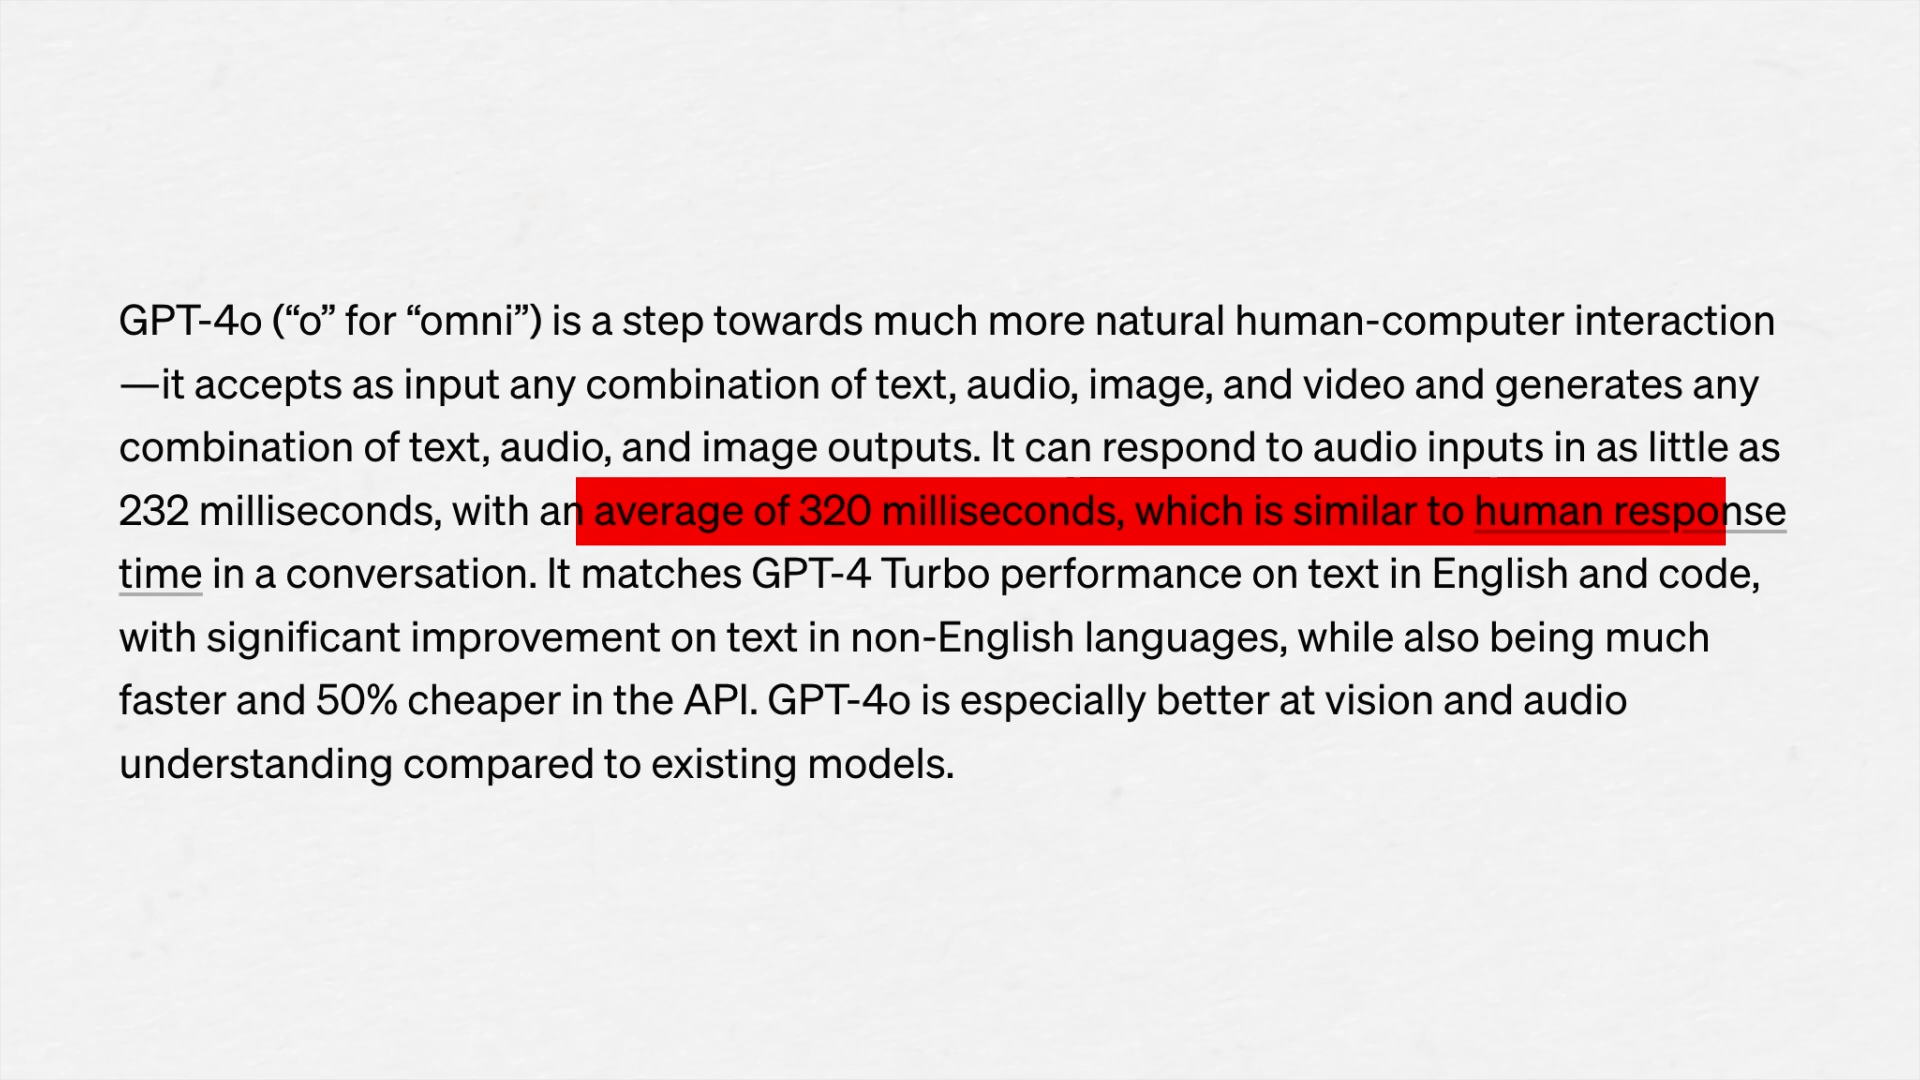 GPT-4o (“o” for “omni”) is a step towards much more natural human-computer interaction
—it accepts as input any combination of text, audio, image, and video and generates any
combination of text, audio, and image outputs. It can respond to audio inputs in as little as
232 milliseconds, with an average of 320 milliseconds, which is similar to human response
time in a conversation. It matches GPT-4 Turbo performance on text in English and code,
with significant improvement on text in non-English languages, while also being much
faster and 50% cheaper in the API. GPT-4o is especially better at vision and audio
understanding compared to existing models.